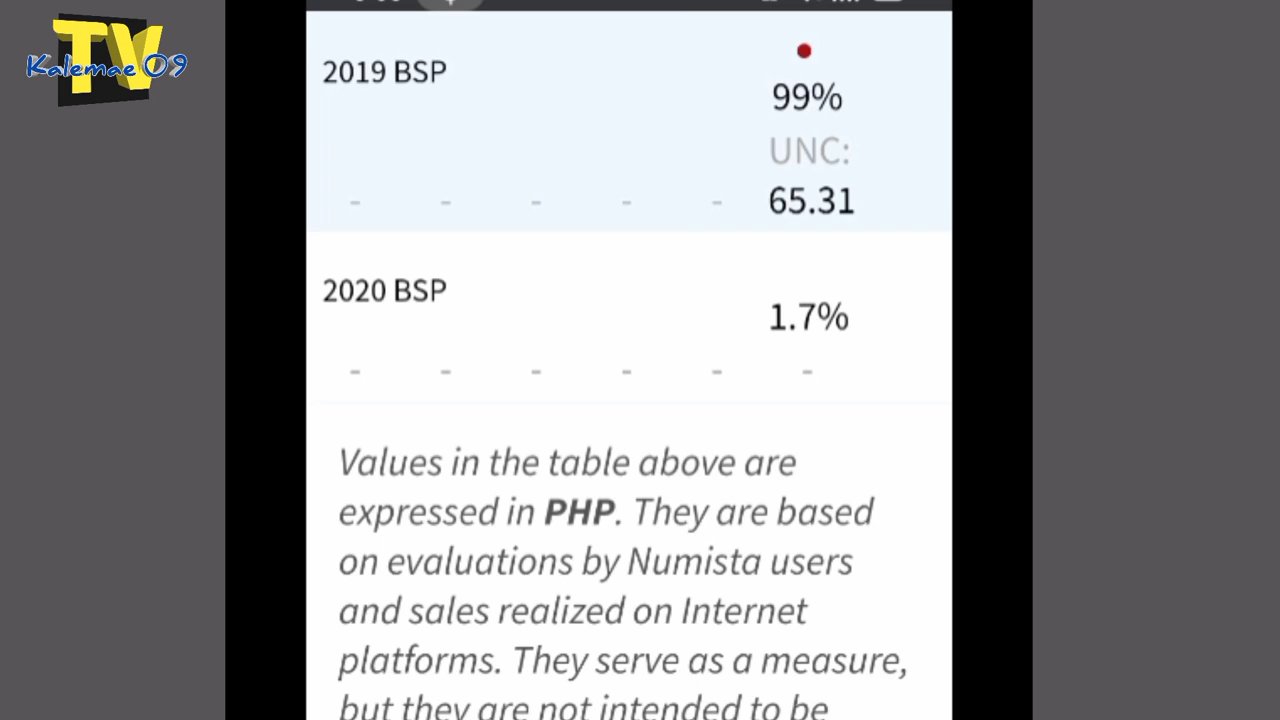 TV
Kalemae 09
2019 BSP
99%
UNC:
- - - - - 65.31
2020 BSP
1.7%
- - - - - -
Values in the table above are
expressed in PHP. They are based
on evaluations by Numista users
and sales realized on Internet
platforms. They serve as a measure,
but they are not intended to be